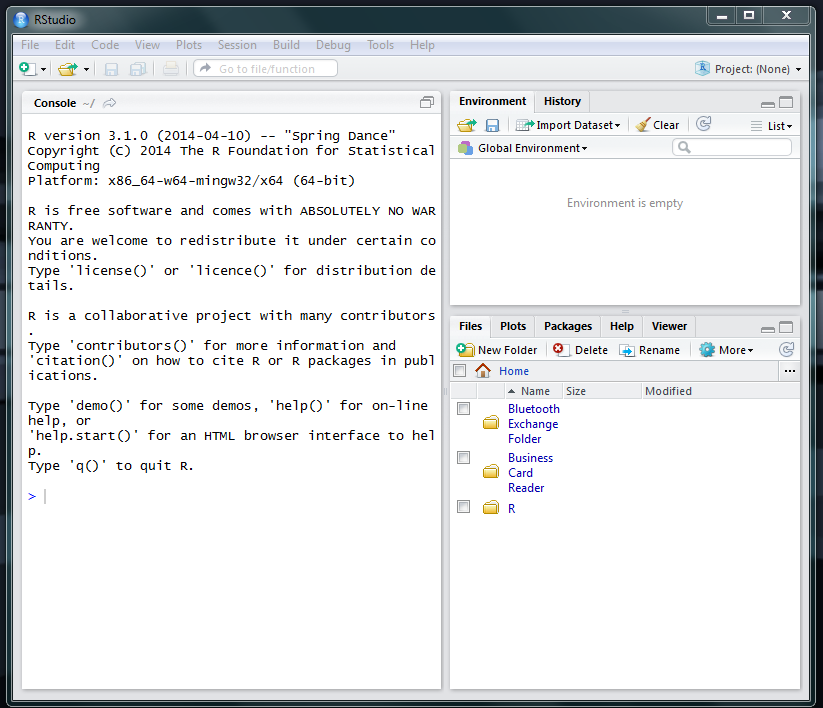 RStudio
File Edit Code View Plots Session Build Debug Tools Help
Go to file/function
Project: (None)
Console ~/
R version 3.1.0 (2014-04-10) -- "Spring Dance"
Copyright (C) 2014 The R Foundation for Statistical
Computing
Platform: x86_64-w64-mingw32/x64 (64-bit)
R is free software and comes with ABSOLUTELY NO WAR
RANTY.
You are welcome to redistribute it under certain co
nditions.
Type 'license()' or 'licence()' for distribution de
tails.
R is a collaborative project with many contributors
.
Type 'contributors()' for more information and
'citation()' on how to cite R or R packages in publ
ications.
Type 'demo()' for some demos, 'help()' for on-line
help, or
'help.start()' for an HTML browser interface to hel
p.
Type 'q()' to quit R.
>
Environment History
Import Dataset Clear List
Global Environment
Environment is empty
Files Plots Packages Help Viewer
New Folder Delete Rename More
Home ...
Name Size Modified
Bluetooth
Exchange
Folder
Business
Card
Reader
R